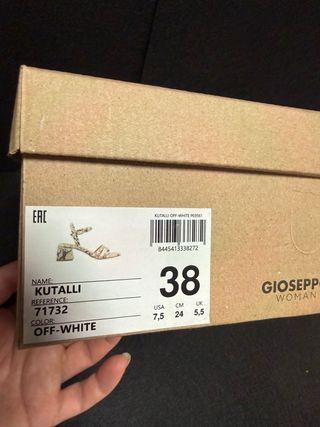 EAC
KUTALLI OFF-WHITE P03561
8445413338272
NAME:
KUTALLI
REFERENCE:
71732
COLOR:
OFF-WHITE
38
USA CM UK
7,5 24 5,5
GIOSEPPO
WOMAN